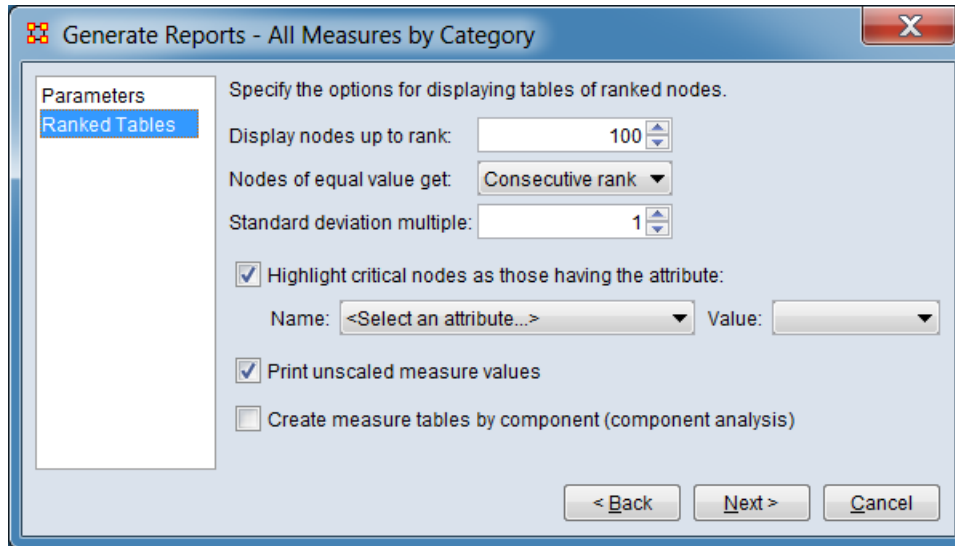 Generate Reports - All Measures by Category
X
Parameters
Ranked Tables
Specify the options for displaying tables of ranked nodes.
Display nodes up to rank: 100
Nodes of equal value get: Consecutive rank
Standard deviation multiple: 1
Highlight critical nodes as those having the attribute:
Name: <Select an attribute...> Value:
Print unscaled measure values
Create measure tables by component (component analysis)
< Back Next > Cancel